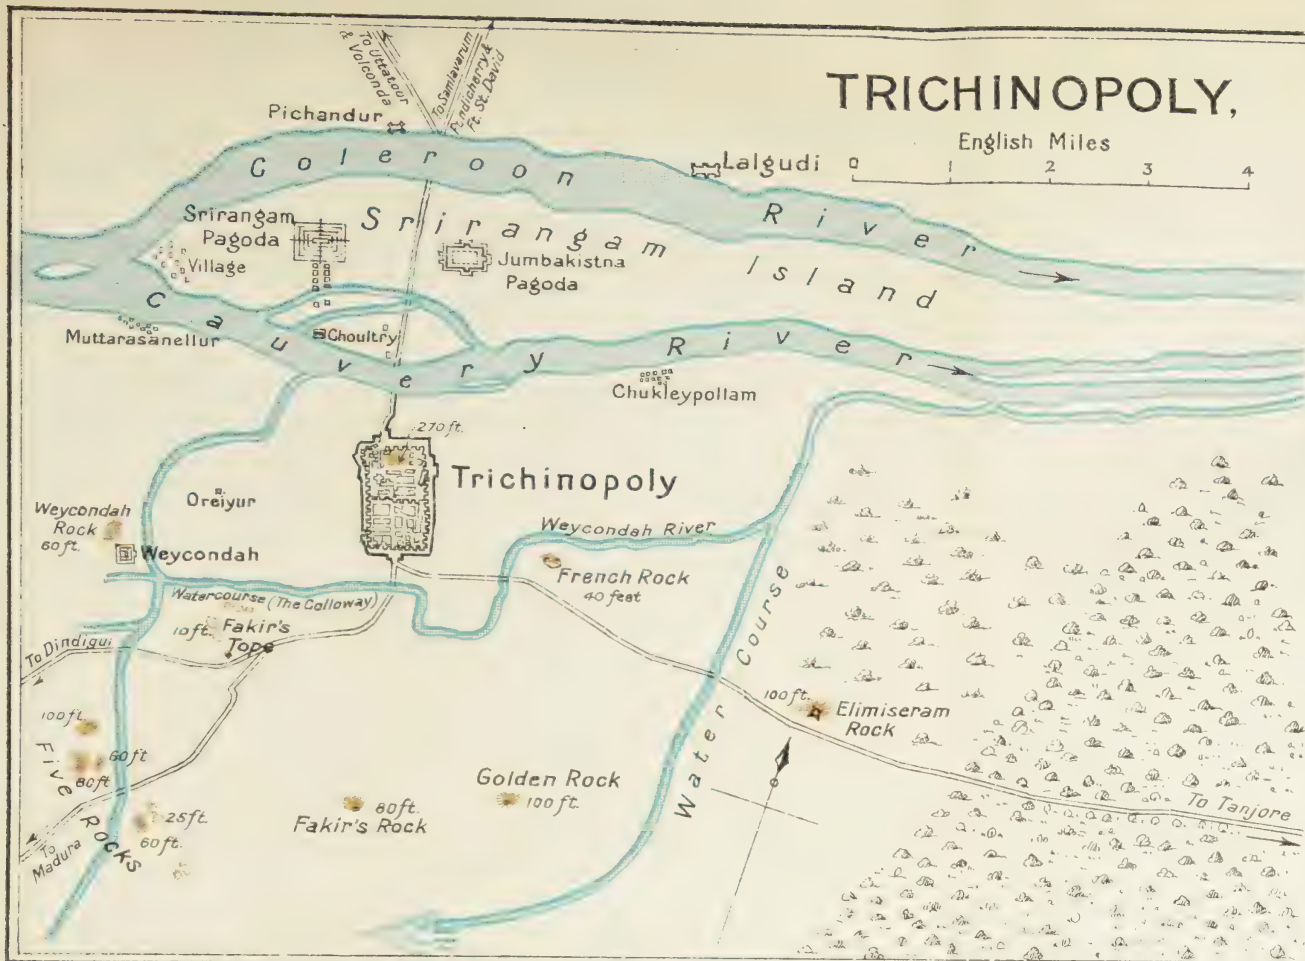 To Uttatour
& Volconda
To Samiavarum
Pondicherry &
Ft. St. David
TRICHINOPOLY,
English Miles
0 1 2 3 4
Pichandur
Coleroon River
Lalgudi
Srirangam
Pagoda
Srirangam Island
Village
Jumbakistna
Pagoda
Cauvery River
Muttarasanellur
Choultry
Chukleypollam
270 ft.
Trichinopoly
Oreiyur
Weycondah
Rock
60 ft.
Weycondah
Weycondah River
French Rock
40 feet
Watercourse (The Colloway)
10 ft.
Fakir's
Tope
To Dindigul
Water Course
100 ft.
Elimiseram
Rock
100 ft.
Five Rocks
60 ft
80 ft
25 ft.
60 ft.
To
Madura
80 ft.
Fakir's Rock
Golden Rock
100 ft.
To Tanjore